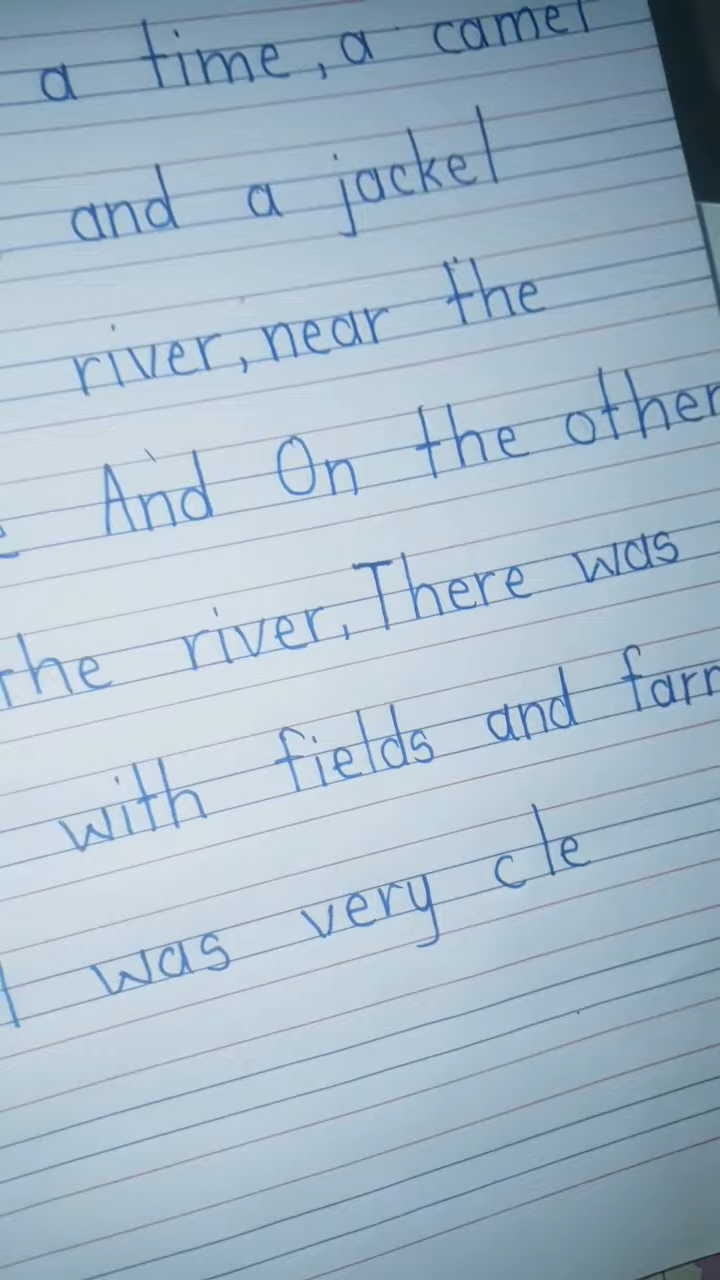 a time, a camel
and a jackel
river, near the
And On the other
the river, There was
with fields and
was very cle